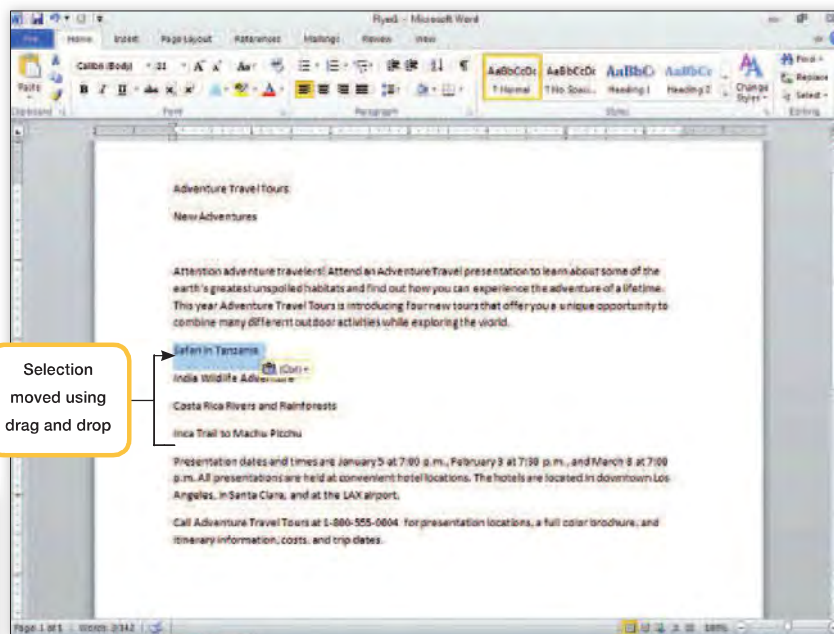 Flyer1 - Microsoft Word
File Home Insert Page Layout References Mailings Review View
Calibri (Body) 11 A A Aa
Paste
B I U abc x x A A
AaBbCcDc AaBbCcDc AaBbC AaBbCc
¶ Normal ¶ No Spaci... Heading 1 Heading 2
Change Styles
Find
Replace
Select
Clipboard Font Paragraph Styles Editing
Adventure Travel Tours
New Adventures
Attention adventure travelers! Attend an Adventure Travel presentation to learn about some of the
earth's greatest unspoiled habitats and find out how you can experience the adventure of a lifetime.
This year Adventure Travel Tours is introducing four new tours that offer you a unique opportunity to
combine many different outdoor activities while exploring the world.
Safari in Tanzania
(Ctrl)
India Wildlife Adventure
Costa Rica Rivers and Rainforests
Inca Trail to Machu Picchu
Selection
moved using
drag and drop
Presentation dates and times are January 5 at 7:00 p.m., February 3 at 7:30 p.m., and March 8 at 7:00
p.m. All presentations are held at convenient hotel locations. The hotels are located in downtown Los
Angeles, in Santa Clara, and at the LAX airport.
Call Adventure Travel Tours at 1-800-555-0004 for presentation locations, a full color brochure, and
itinerary information, costs, and trip dates.
Page: 1 of 1 Words: